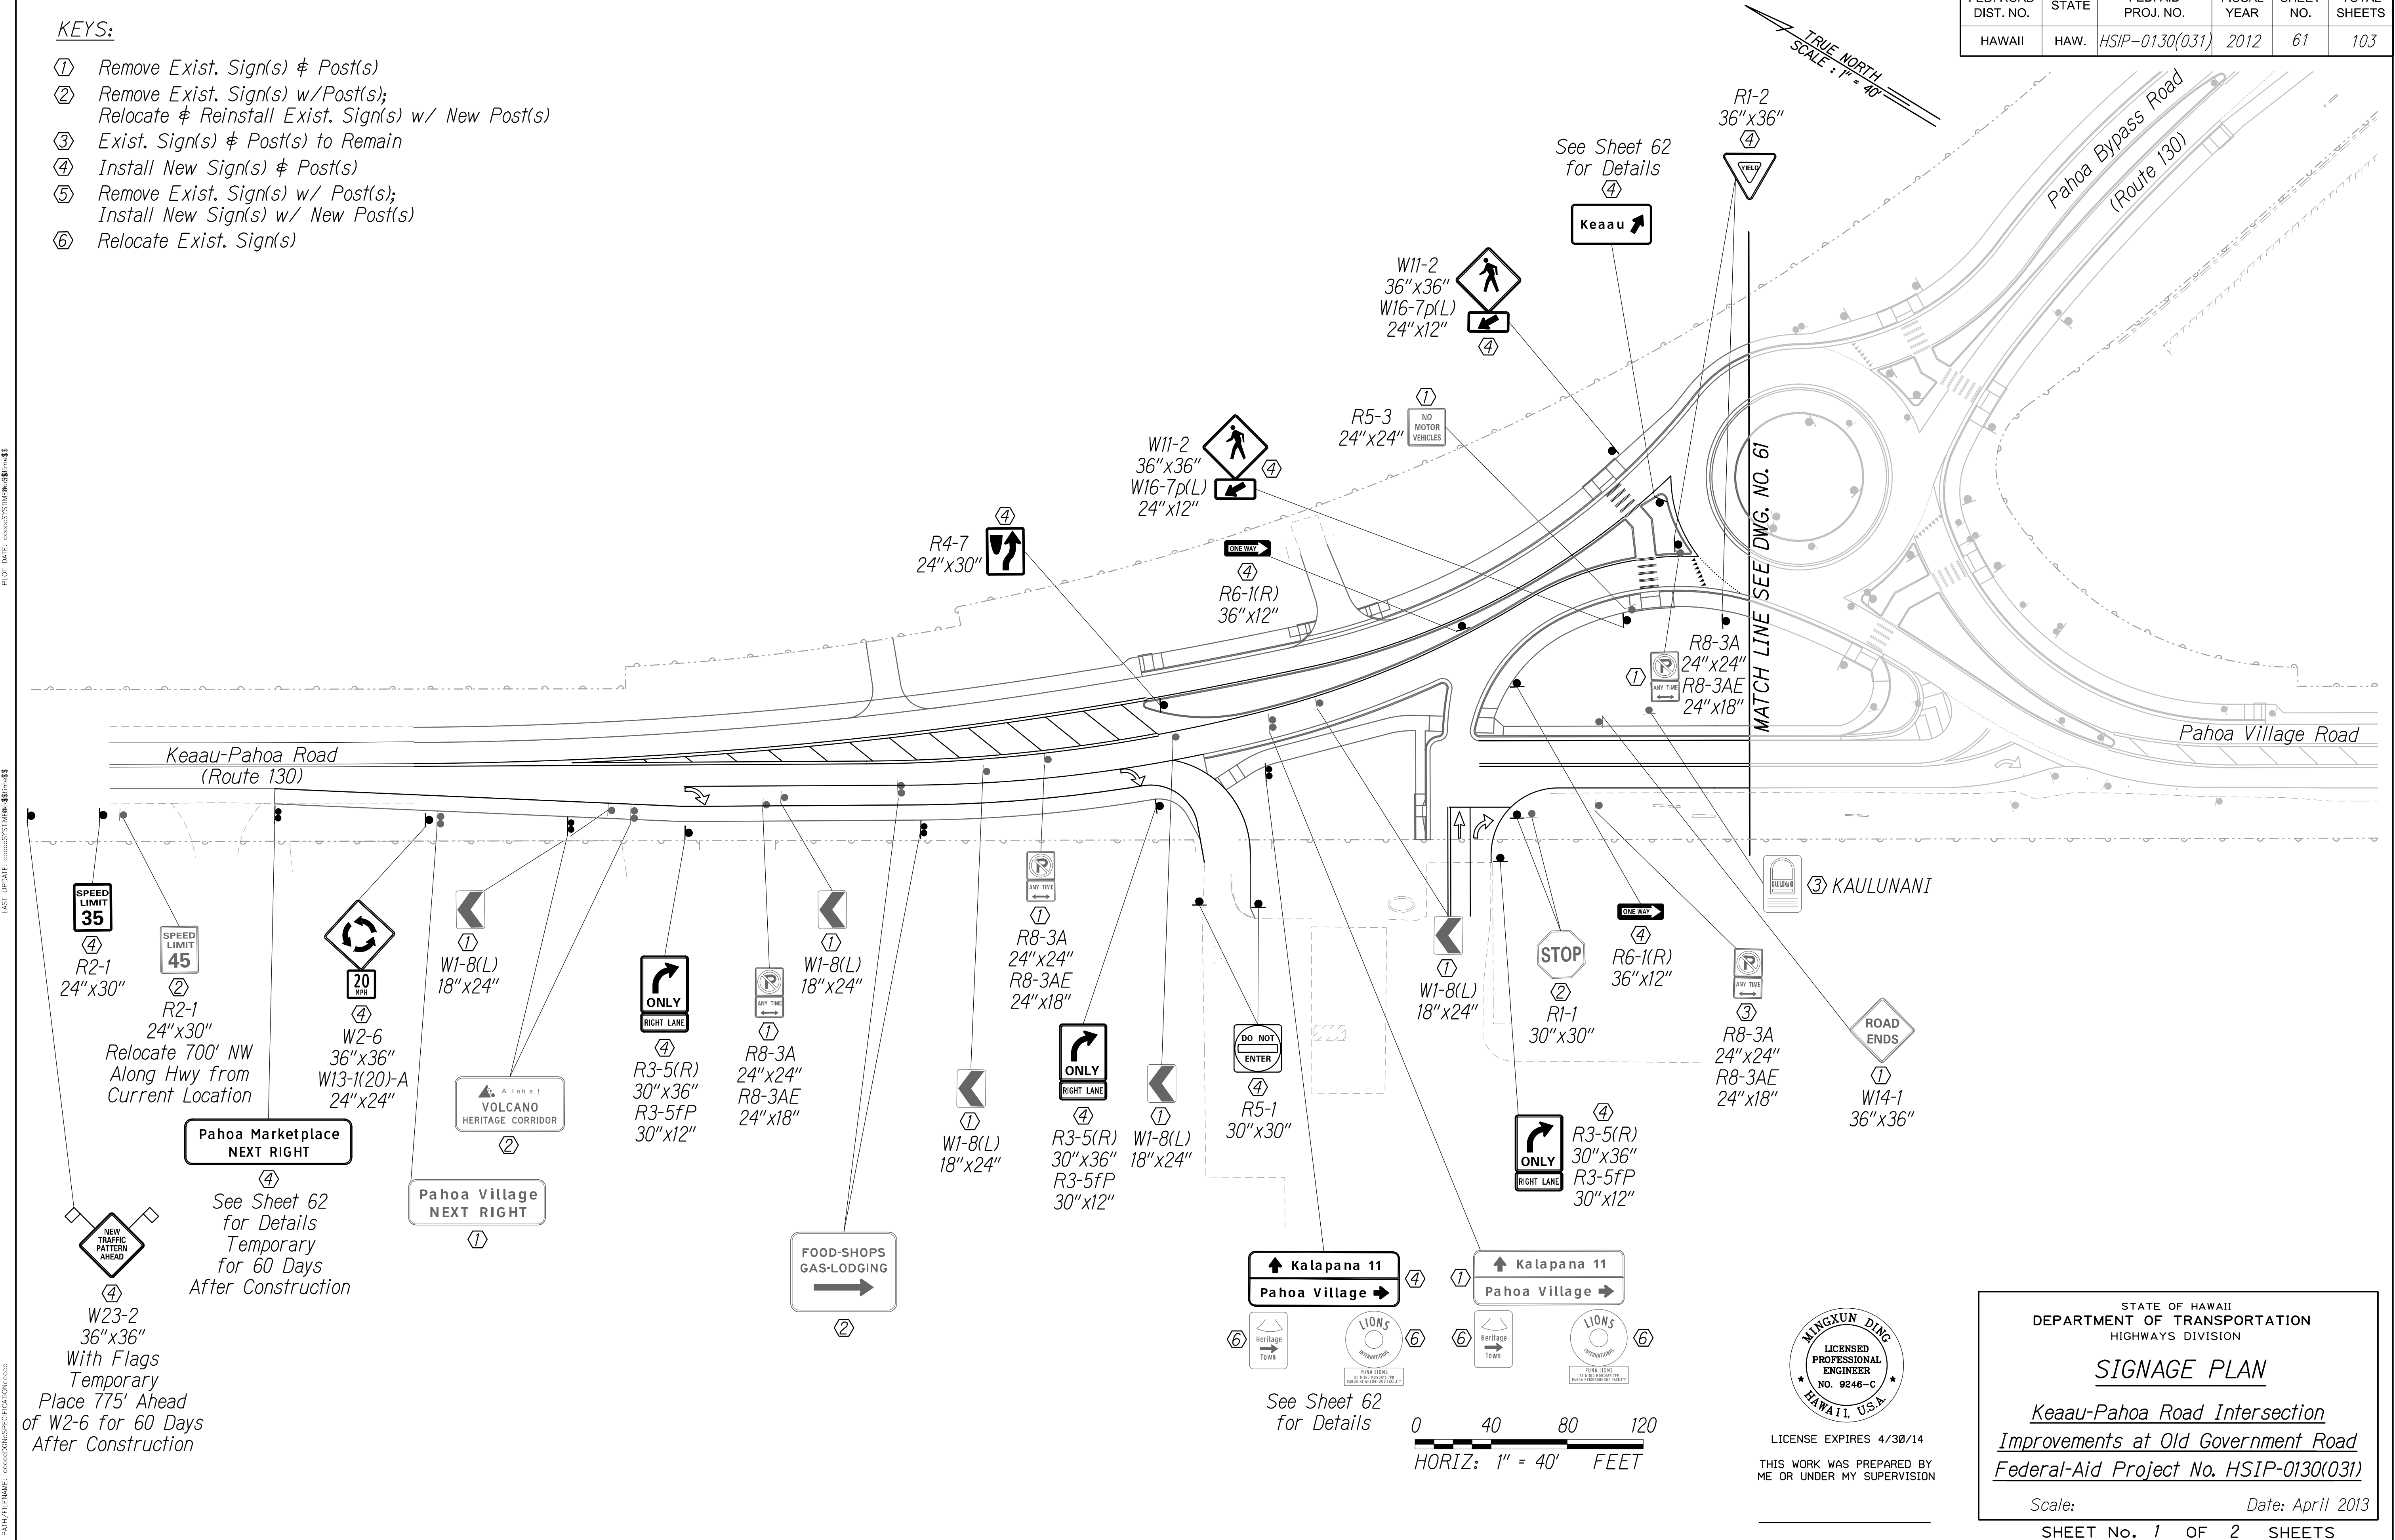 KEYS:
1 Remove Exist. Sign(s) & Post(s)
2 Remove Exist. Sign(s) w/Post(s);
Relocate & Reinstall Exist. Sign(s) w/ New Post(s)
3 Exist. Sign(s) & Post(s) to Remain
4 Install New Sign(s) & Post(s)
5 Remove Exist. Sign(s) w/ Post(s);
Install New Sign(s) w/ New Post(s)
6 Relocate Exist. Sign(s)
TRUE NORTH
SCALE : 1" = 40'
DIST. NO. STATE PROJ. NO. YEAR NO. SHEETS
HAWAII HAW. HSIP-0130(031) 2012 61 103
Pahoa Bypass Road
(Route 130)
R1-2
36"x36"
4
YIELD
See Sheet 62
for Details
4
Keaau
W11-2
36"x36"
W16-7p(L)
24"x12"
4
1
R5-3
24"x24"
NO
MOTOR
VEHICLES
W11-2
36"x36"
W16-7p(L)
24"x12"
4
4
R4-7
24"x30"
ONE WAY
4
R6-1(R)
36"x12"
MATCH LINE SEE DWG. NO. 61
R8-3A
24"x24"
R8-3AE
24"x18"
1
ANY TIME
Keaau-Pahoa Road
(Route 130)
Pahoa Village Road
SPEED
LIMIT
35
4
R2-1
24"x30"
SPEED
LIMIT
45
2
R2-1
24"x30"
Relocate 700' NW
Along Hwy from
Current Location
20
MPH
4
W2-6
36"x36"
W13-1(20)-A
24"x24"
1
W1-8(L)
18"x24"
Aloha!
VOLCANO
HERITAGE CORRIDOR
2
ONLY
RIGHT LANE
4
R3-5(R)
30"x36"
R3-5fP
30"x12"
ANY TIME
1
R8-3A
24"x24"
R8-3AE
24"x18"
1
W1-8(L)
18"x24"
ANY TIME
1
R8-3A
24"x24"
R8-3AE
24"x18"
1
W1-8(L)
18"x24"
ONLY
RIGHT LANE
4
R3-5(R)
30"x36"
R3-5fP
30"x12"
1
W1-8(L)
18"x24"
DO NOT
ENTER
4
R5-1
30"x30"
1
W1-8(L)
18"x24"
STOP
2
R1-1
30"x30"
ONE WAY
4
R6-1(R)
36"x12"
ANY TIME
3
R8-3A
24"x24"
R8-3AE
24"x18"
KAULUNANI
3 KAULUNANI
ROAD
ENDS
1
W14-1
36"x36"
ONLY
RIGHT LANE
4
R3-5(R)
30"x36"
R3-5fP
30"x12"
Pahoa Marketplace
NEXT RIGHT
4
See Sheet 62
for Details
Temporary
for 60 Days
After Construction
Pahoa Village
NEXT RIGHT
1
NEW
TRAFFIC
PATTERN
AHEAD
4
W23-2
36"x36"
With Flags
Temporary
Place 775' Ahead
of W2-6 for 60 Days
After Construction
FOOD-SHOPS
GAS-LODGING
2
Kalapana 11
Pahoa Village
4
6
Heritage
Town
LIONS
INTERNATIONAL
PUNA LIONS
6
See Sheet 62
for Details
Kalapana 11
Pahoa Village
1
6
Heritage
Town
LIONS
INTERNATIONAL
PUNA LIONS
6
0 40 80 120
HORIZ: 1" = 40' FEET
MINGXUN DING
LICENSED
PROFESSIONAL
ENGINEER
NO. 9246-C
HAWAII, U.S.A.
LICENSE EXPIRES 4/30/14
THIS WORK WAS PREPARED BY
ME OR UNDER MY SUPERVISION
STATE OF HAWAII
DEPARTMENT OF TRANSPORTATION
HIGHWAYS DIVISION
SIGNAGE PLAN
Keaau-Pahoa Road Intersection
Improvements at Old Government Road
Federal-Aid Project No. HSIP-0130(031)
Scale: Date: April 2013
SHEET No. 1 OF 2 SHEETS